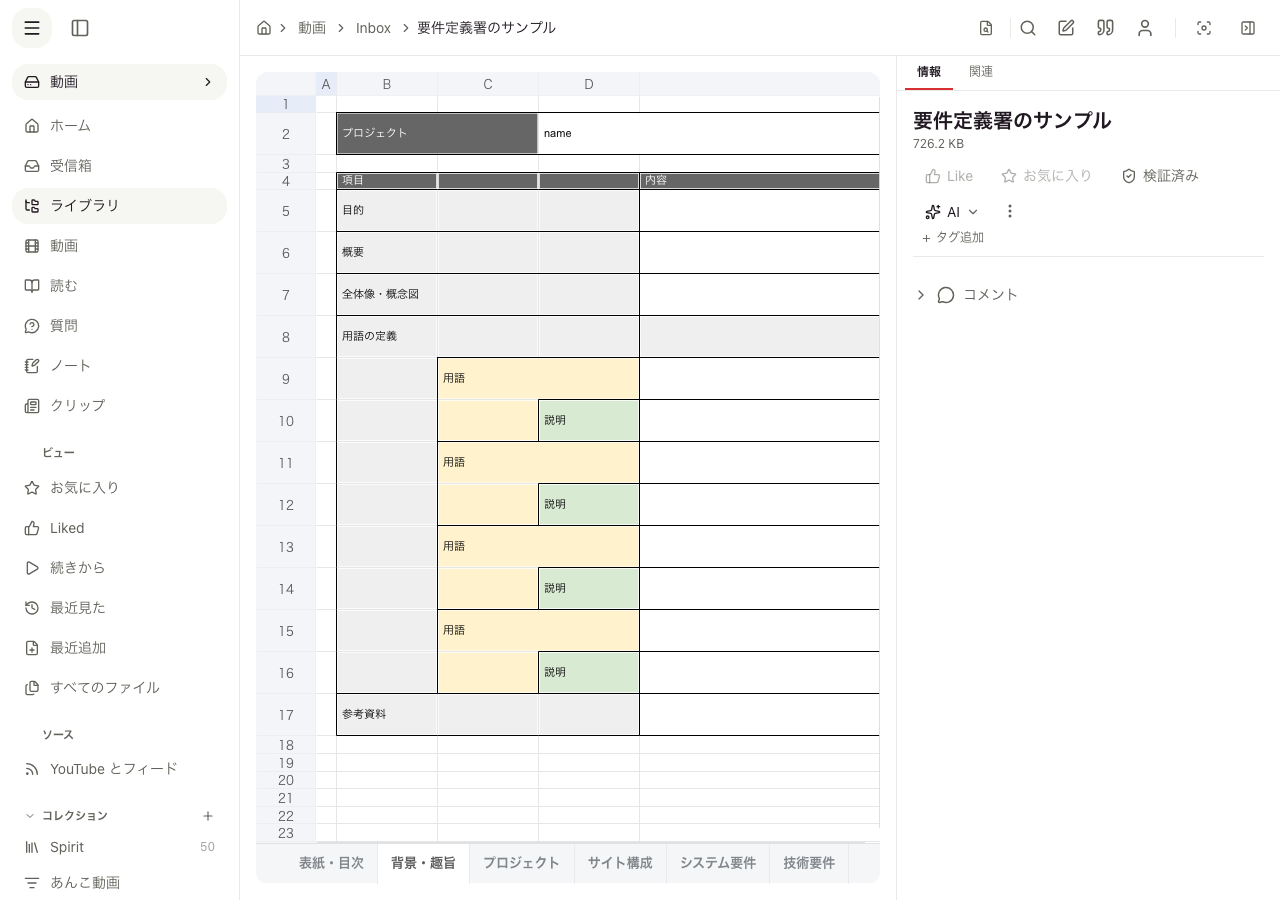 動画
Inbox
要件定義署のサンプル
動画
ホーム
受信箱
ライブラリ
動画
読む
質問
ノート
クリップ
ビュー
お気に入り
Liked
続きから
最近見た
最近追加
すべてのファイル
ソース
YouTube とフィード
コレクション
Spirit 50
あんこ動画
A B C D
1
2 プロジェクト name
3
4 項目 内容
5 目的
6 概要
7 全体像・概念図
8 用語の定義
9 用語
10 説明
11 用語
12 説明
13 用語
14 説明
15 用語
16 説明
17 参考資料
18
19
20
21
22
23
表紙・目次 背景・趣旨 プロジェクト サイト構成 システム要件 技術要件
情報 関連
要件定義署のサンプル
726.2 KB
Like お気に入り 検証済み
AI
+ タグ追加
コメント